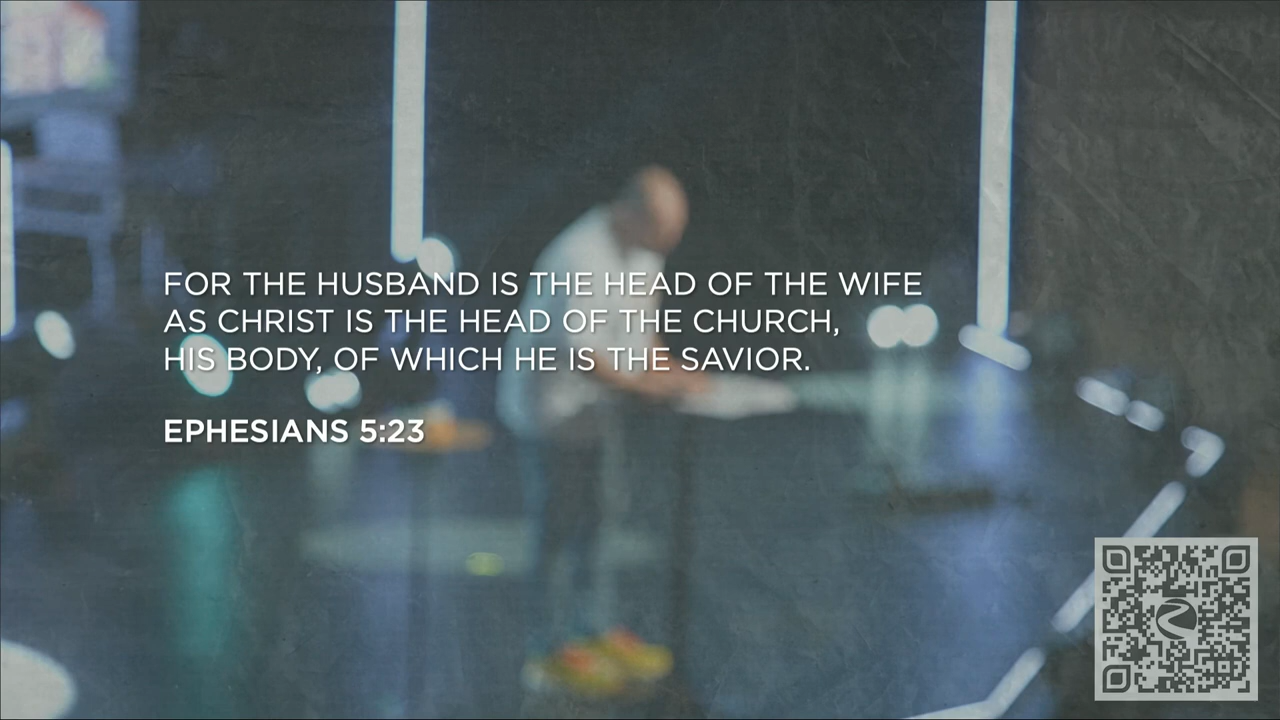 FOR THE HUSBAND IS THE HEAD OF THE WIFE
AS CHRIST IS THE HEAD OF THE CHURCH,
HIS BODY, OF WHICH HE IS THE SAVIOR.
EPHESIANS 5:23